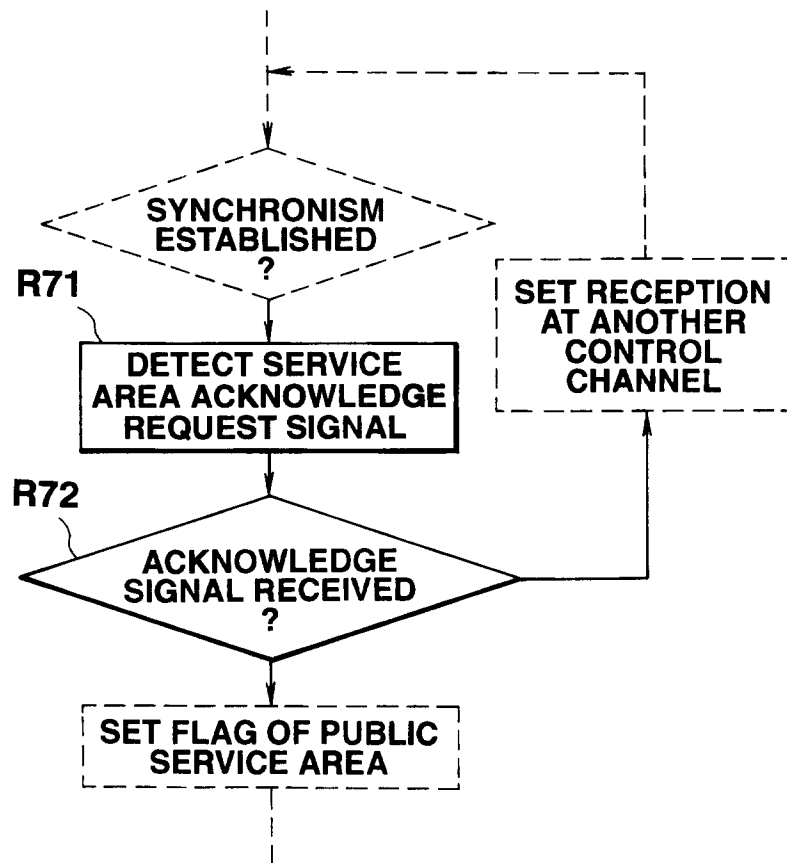 SYNCHRONISM
ESTABLISHED
?
R71
DETECT SERVICE
AREA ACKNOWLEDGE
REQUEST SIGNAL
SET RECEPTION
AT ANOTHER
CONTROL
CHANNEL
R72
ACKNOWLEDGE
SIGNAL RECEIVED
?
SET FLAG OF PUBLIC
SERVICE AREA